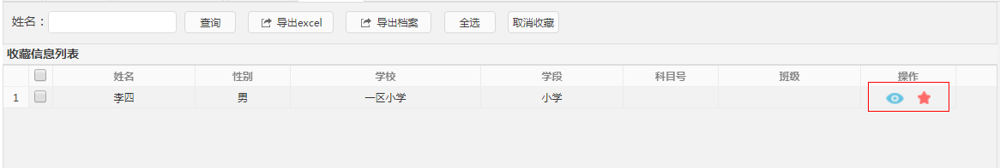 姓名： 查询 导出excel 导出档案 全选 取消收藏
收藏信息列表
姓名 性别 学校 学段 科目号 班级 操作
1 李四 男 一区小学 小学